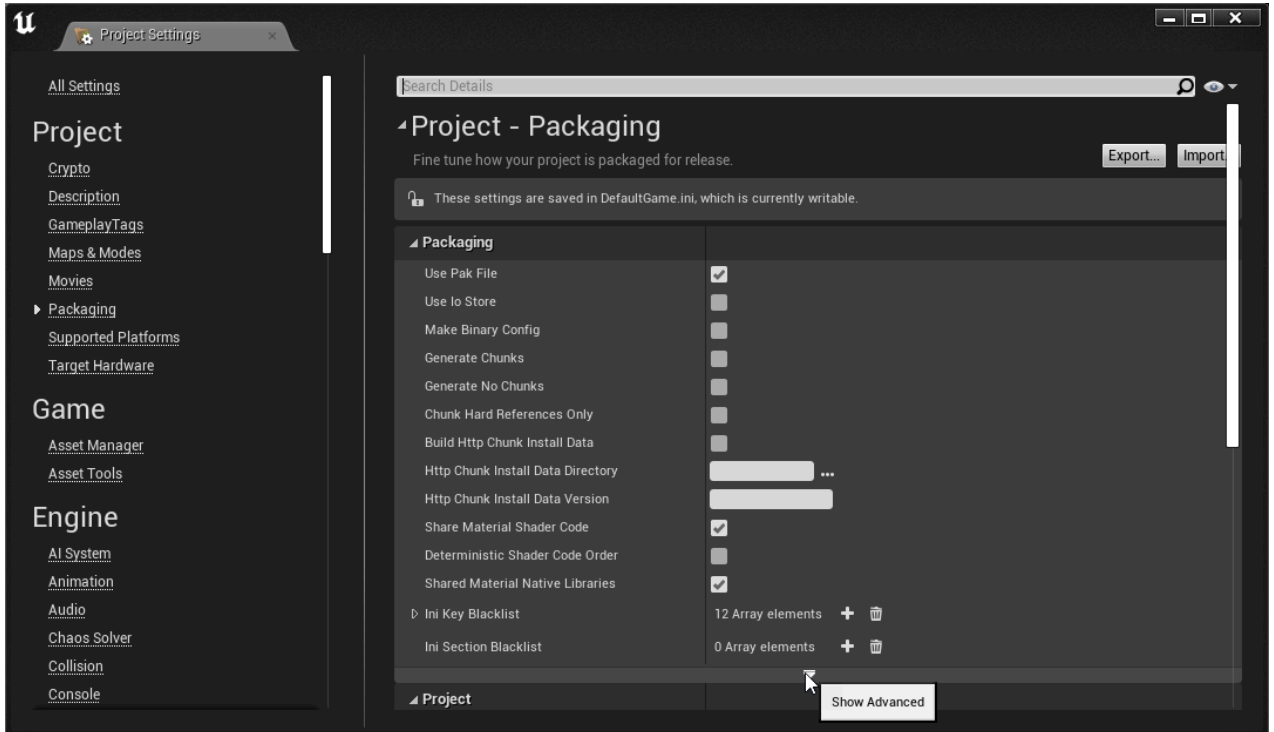 Project Settings
All Settings
Project
Crypto
Description
GameplayTags
Maps & Modes
Movies
Packaging
Supported Platforms
Target Hardware
Game
Asset Manager
Asset Tools
Engine
AI System
Animation
Audio
Chaos Solver
Collision
Console
Search Details
Project - Packaging
Fine tune how your project is packaged for release.
Export... Import.
These settings are saved in DefaultGame.ini, which is currently writable.
Packaging
Use Pak File
Use Io Store
Make Binary Config
Generate Chunks
Generate No Chunks
Chunk Hard References Only
Build Http Chunk Install Data
Http Chunk Install Data Directory ...
Http Chunk Install Data Version
Share Material Shader Code
Deterministic Shader Code Order
Shared Material Native Libraries
Ini Key Blacklist 12 Array elements
Ini Section Blacklist 0 Array elements
Project
Show Advanced